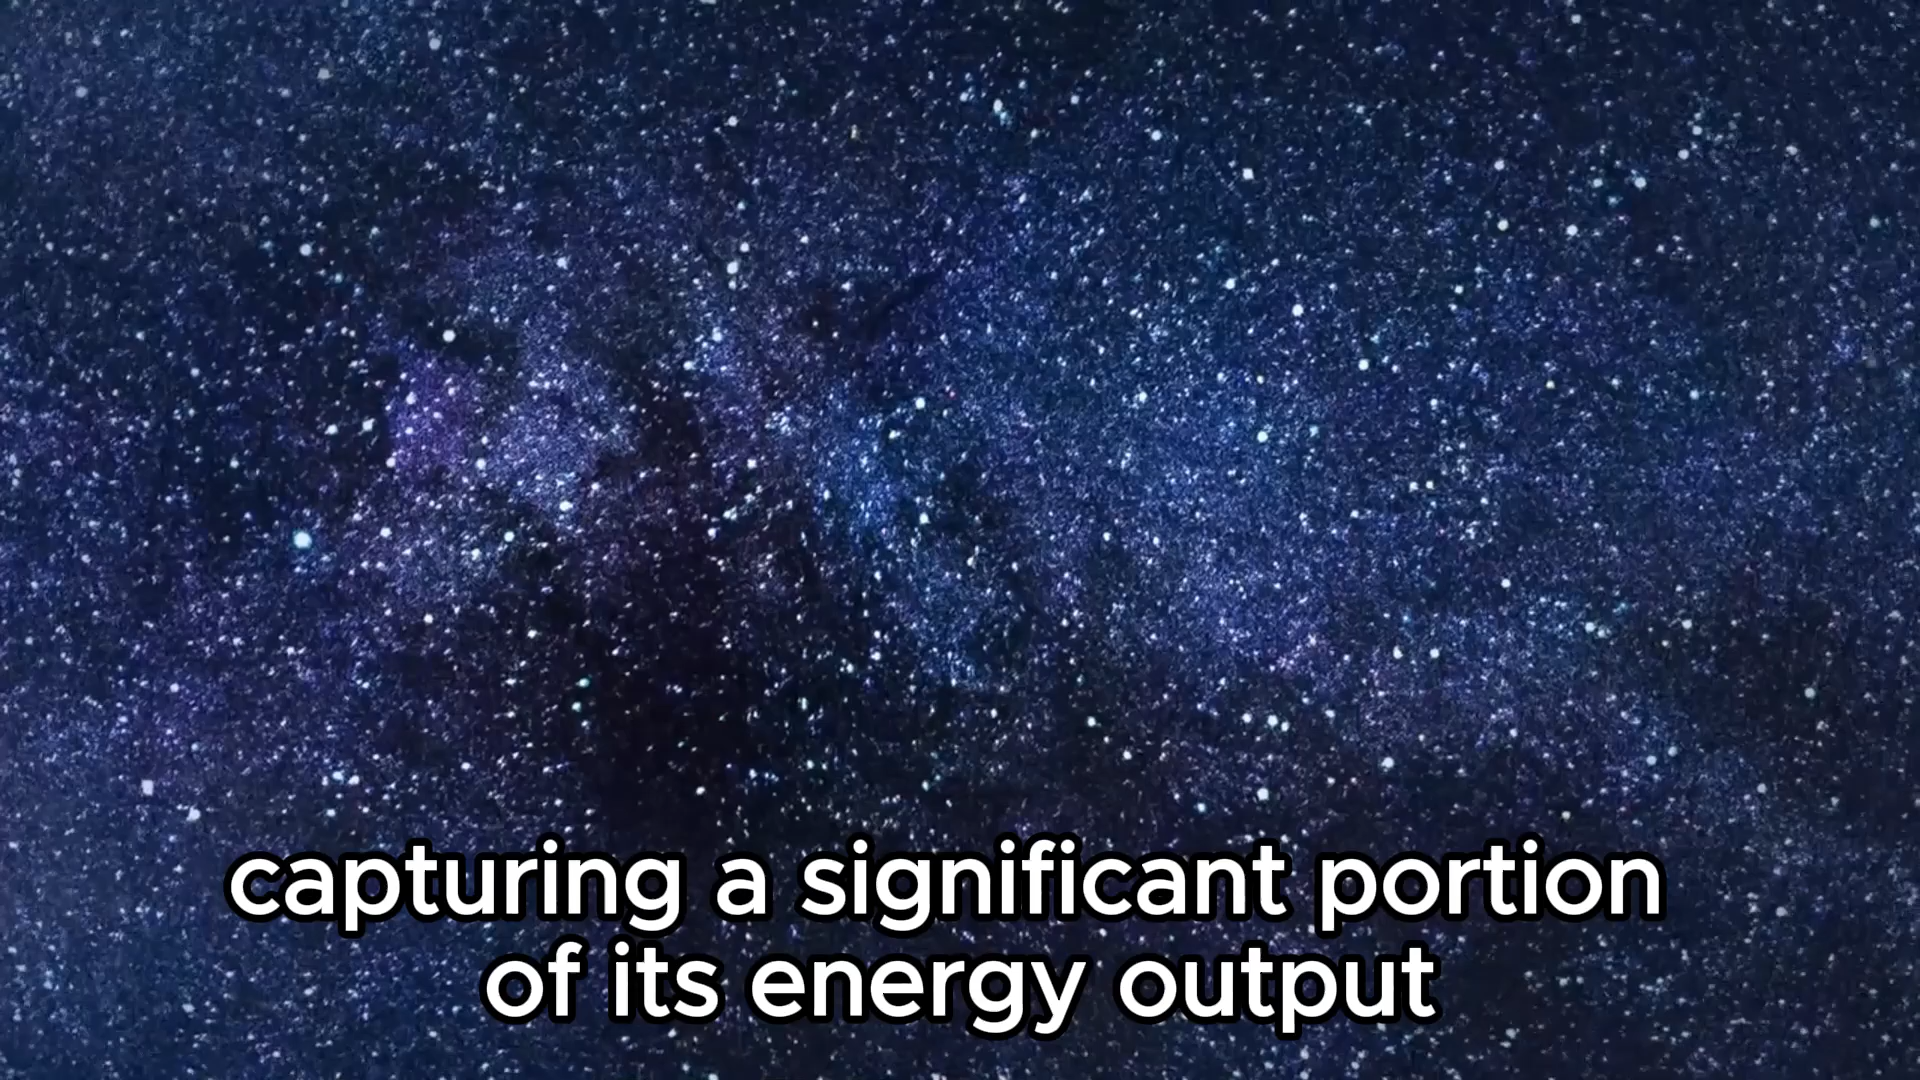 capturing a significant portion
of its energy output